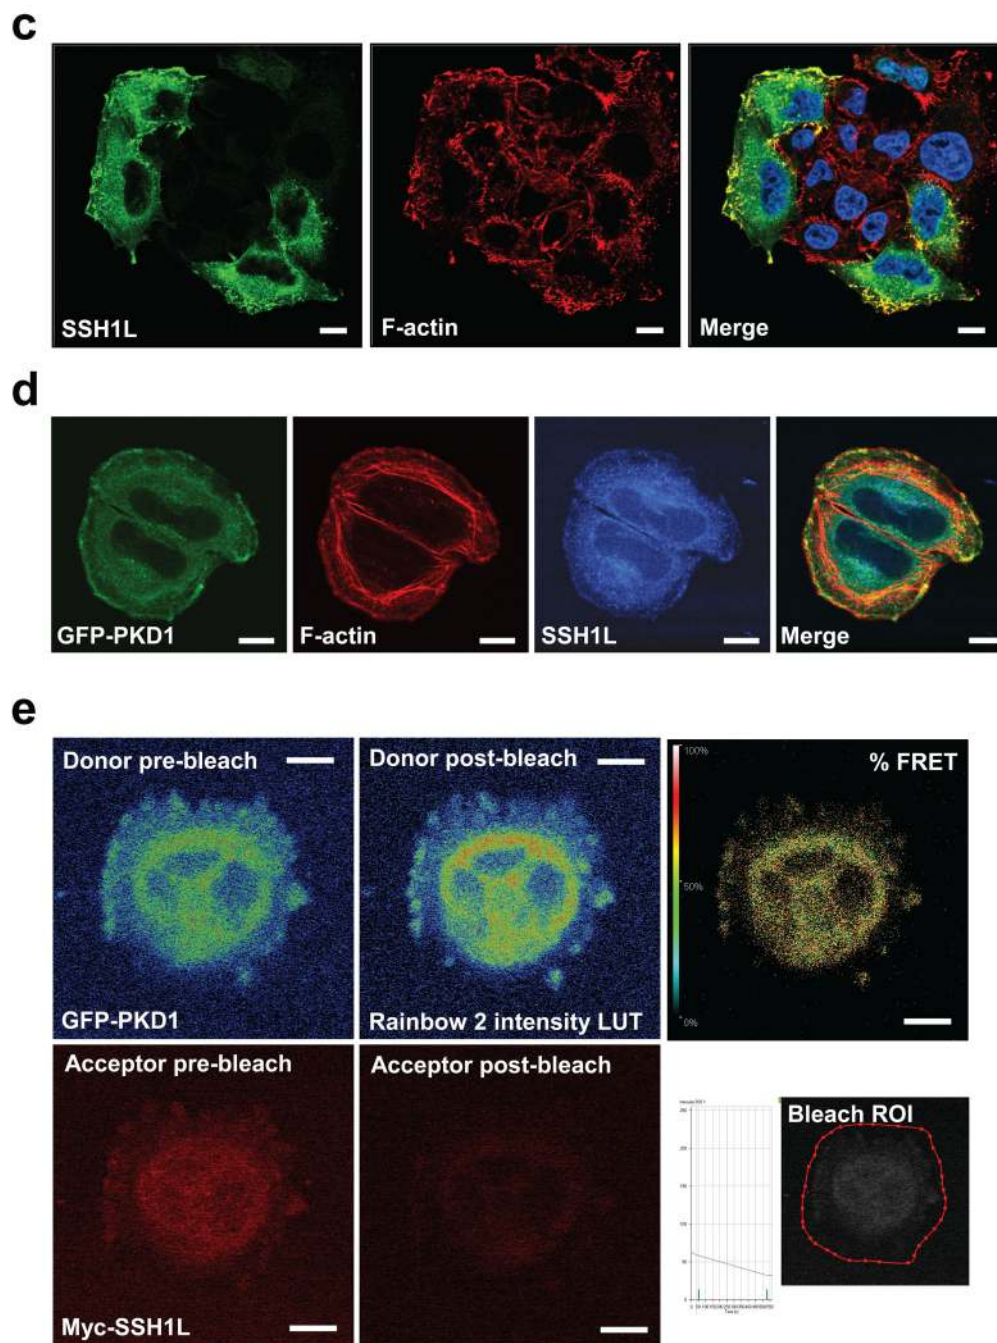 c
SSH1L
F-actin
Merge
d
GFP-PKD1
F-actin
SSH1L
Merge
e
Donor pre-bleach
GFP-PKD1
Donor post-bleach
Rainbow 2 intensity LUT
% FRET
100%
50%
0%
Acceptor pre-bleach
Myc-SSH1L
Acceptor post-bleach
Bleach ROI